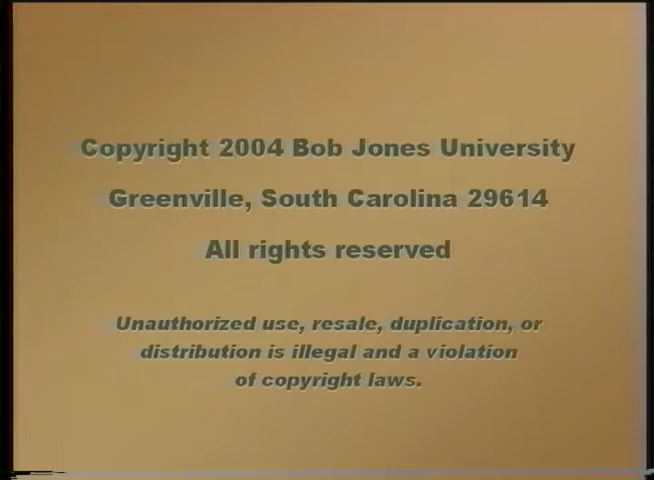 Copyright 2004 Bob Jones University
Greenville, South Carolina 29614
All rights reserved
Unauthorized use, resale, duplication, or
distribution is illegal and a violation
of copyright laws.